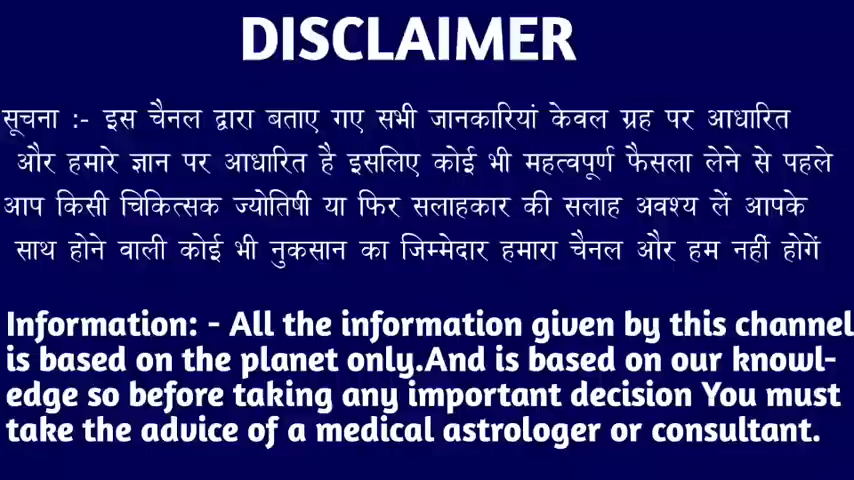 DISCLAIMER
सूचना :- इस चैनल द्वारा बताए गए सभी जानकारियां केवल ग्रह पर आधारित
और हमारे ज्ञान पर आधारित है इसलिए कोई भी महत्वपूर्ण फैसला लेने से पहले
आप किसी चिकित्सक ज्योतिषी या फिर सलाहकार की सलाह अवश्य लें आपके
साथ होने वाली कोई भी नुकसान का जिम्मेदार हमारा चैनल और हम नहीं होगें
Information: - All the information given by this channel
is based on the planet only.And is based on our knowl-
edge so before taking any important decision You must
take the advice of a medical astrologer or consultant.